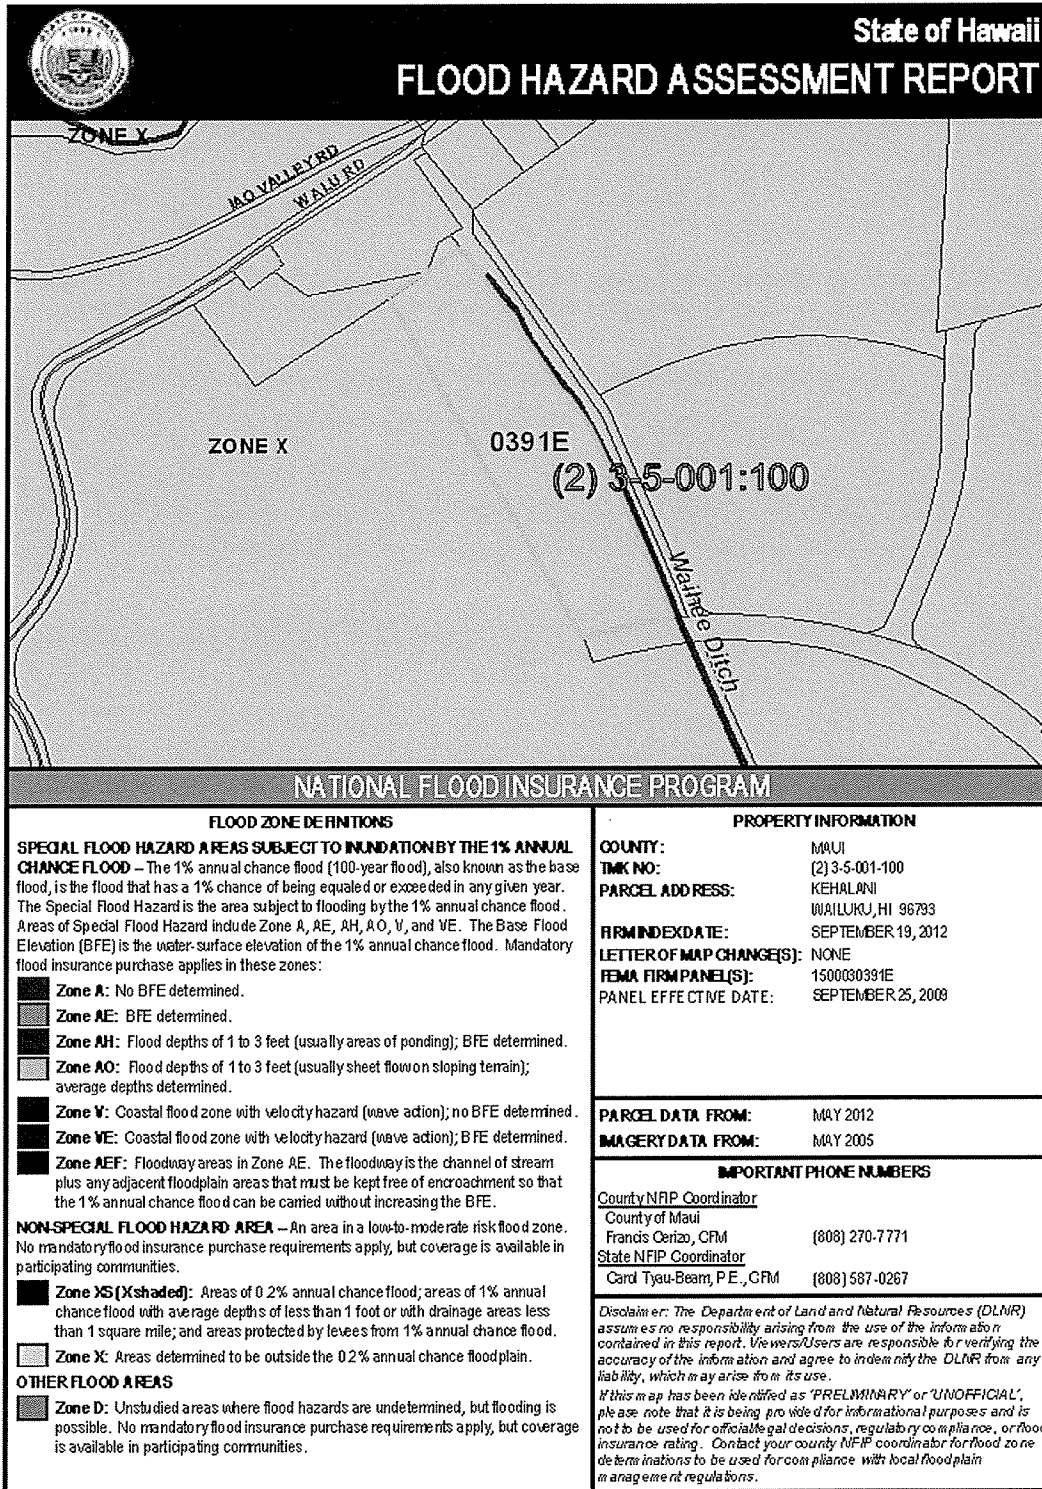 State of Hawaii
FLOOD HAZARD ASSESSMENT REPORT
ZONE X
IAO VALLEY RD
WALU RD
ZONE X
0391E
(2) 3-5-001:100
Waihee Ditch
NATIONAL FLOOD INSURANCE PROGRAM
FLOOD ZONE DEFINITIONS
SPECIAL FLOOD HAZARD AREAS SUBJECT TO INUNDATION BY THE 1% ANNUAL
CHANCE FLOOD – The 1% annual chance flood (100-year flood), also known as the base
flood, is the flood that has a 1% chance of being equaled or exceeded in any given year.
The Special Flood Hazard is the area subject to flooding by the 1% annual chance flood.
Areas of Special Flood Hazard include Zone A, AE, AH, AO, V, and VE. The Base Flood
Elevation (BFE) is the water-surface elevation of the 1% annual chance flood. Mandatory
flood insurance purchase applies in these zones:
Zone A: No BFE determined.
Zone AE: BFE determined.
Zone AH: Flood depths of 1 to 3 feet (usually areas of ponding); BFE determined.
Zone AO: Flood depths of 1 to 3 feet (usually sheet flow on sloping terrain);
average depths determined.
Zone V: Coastal flood zone with velocity hazard (wave action); no BFE determined.
Zone VE: Coastal flood zone with velocity hazard (wave action); BFE determined.
Zone AEF: Floodway areas in Zone AE. The floodway is the channel of stream
plus any adjacent floodplain areas that must be kept free of encroachment so that
the 1% annual chance flood can be carried without increasing the BFE.
NON-SPECIAL FLOOD HAZARD AREA – An area in a low-to-moderate risk flood zone.
No mandatory flood insurance purchase requirements apply, but coverage is available in
participating communities.
Zone XS (X shaded): Areas of 0.2% annual chance flood; areas of 1% annual
chance flood with average depths of less than 1 foot or with drainage areas less
than 1 square mile; and areas protected by levees from 1% annual chance flood.
Zone X: Areas determined to be outside the 0.2% annual chance floodplain.
OTHER FLOOD AREAS
Zone D: Unstudied areas where flood hazards are undetermined, but flooding is
possible. No mandatory flood insurance purchase requirements apply, but coverage
is available in participating communities.
PROPERTY INFORMATION
COUNTY: MAUI
TMK NO: (2) 3-5-001-100
PARCEL ADDRESS: KEHALANI
WAILUKU, HI 96793
FIRM INDEX DATE: SEPTEMBER 19, 2012
LETTER OF MAP CHANGE(S): NONE
FEMA FIRM PANEL(S): 1500030391E
PANEL EFFECTIVE DATE: SEPTEMBER 25, 2009
PARCEL DATA FROM: MAY 2012
IMAGERY DATA FROM: MAY 2005
IMPORTANT PHONE NUMBERS
County NFIP Coordinator
County of Maui
Francis Cerizo, CFM (808) 270-7771
State NFIP Coordinator
Carol Tyau-Beam, P.E., CFM (808) 587-0267
Disclaimer: The Department of Land and Natural Resources (DLNR)
assumes no responsibility arising from the use of the information
contained in this report. Viewers/Users are responsible for verifying the
accuracy of the information and agree to indemnify the DLNR from any
liability, which may arise from its use.
If this map has been identified as 'PRELIMINARY' or 'UNOFFICIAL',
please note that it is being provided for informational purposes and is
not to be used for official/legal decisions, regulatory compliance, or flood
insurance rating. Contact your county NFIP coordinator for flood zone
determinations to be used for compliance with local floodplain
management regulations.